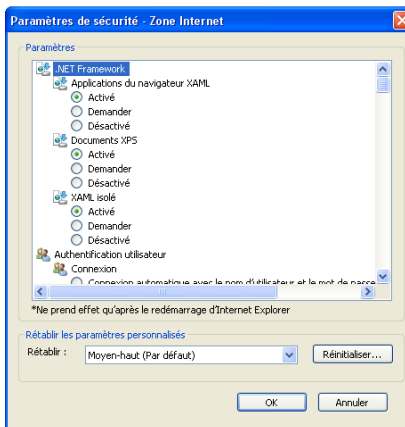 Paramètres de sécurité - Zone Internet
Paramètres
.NET Framework
Applications du navigateur XAML
Activé
Demander
Désactivé
Documents XPS
Activé
Demander
Désactivé
XAML isolé
Activé
Demander
Désactivé
Authentification utilisateur
Connexion
Connexion automatique avec le nom d'utilisateur et le mot de passe
*Ne prend effet qu'après le redémarrage d'Internet Explorer
Rétablir les paramètres personnalisés
Rétablir : Moyen-haut (Par défaut) Réinitialiser...
OK Annuler